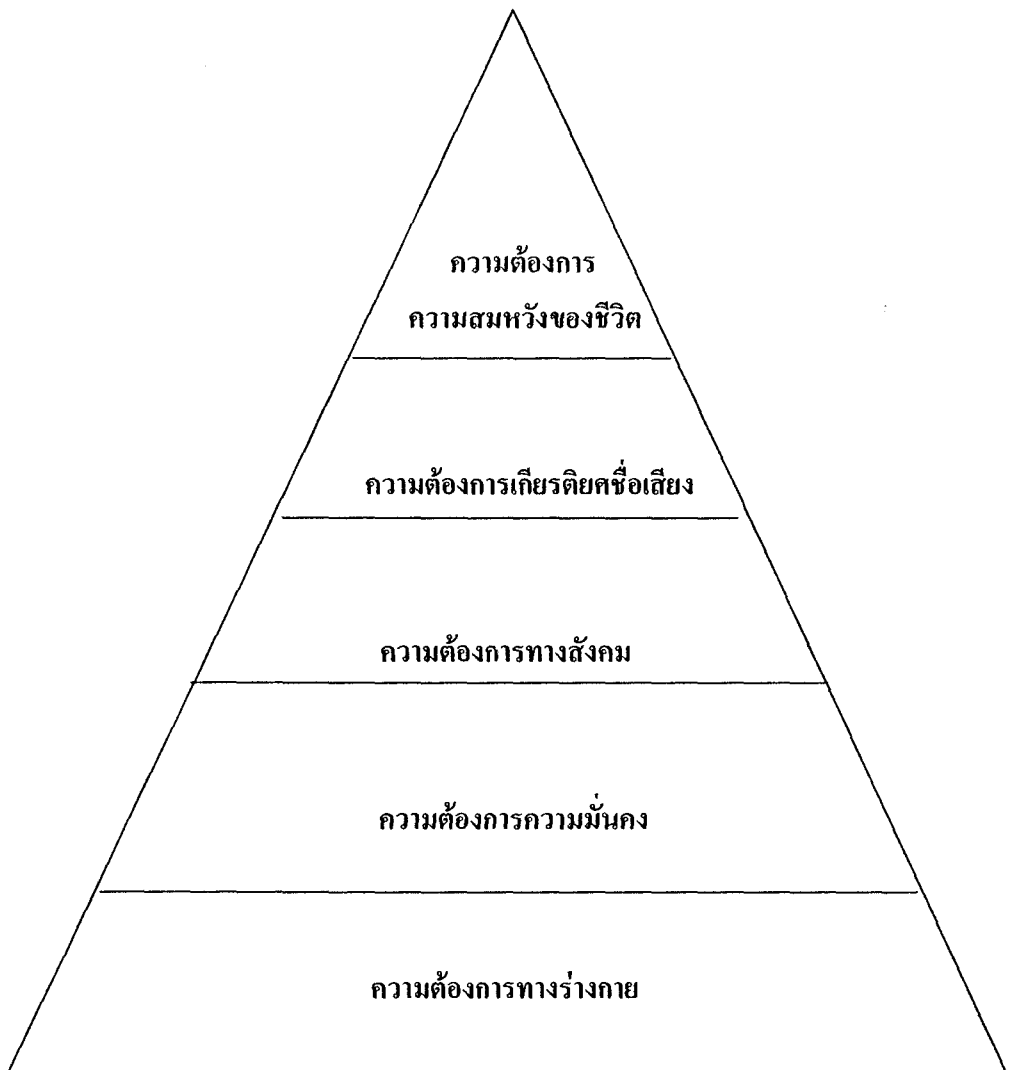 ความต้องการ
ความสมหวังของชีวิต
ความต้องการเกียรติยศชื่อเสียง
ความต้องการทางสังคม
ความต้องการความมั่นคง
ความต้องการทางร่างกาย